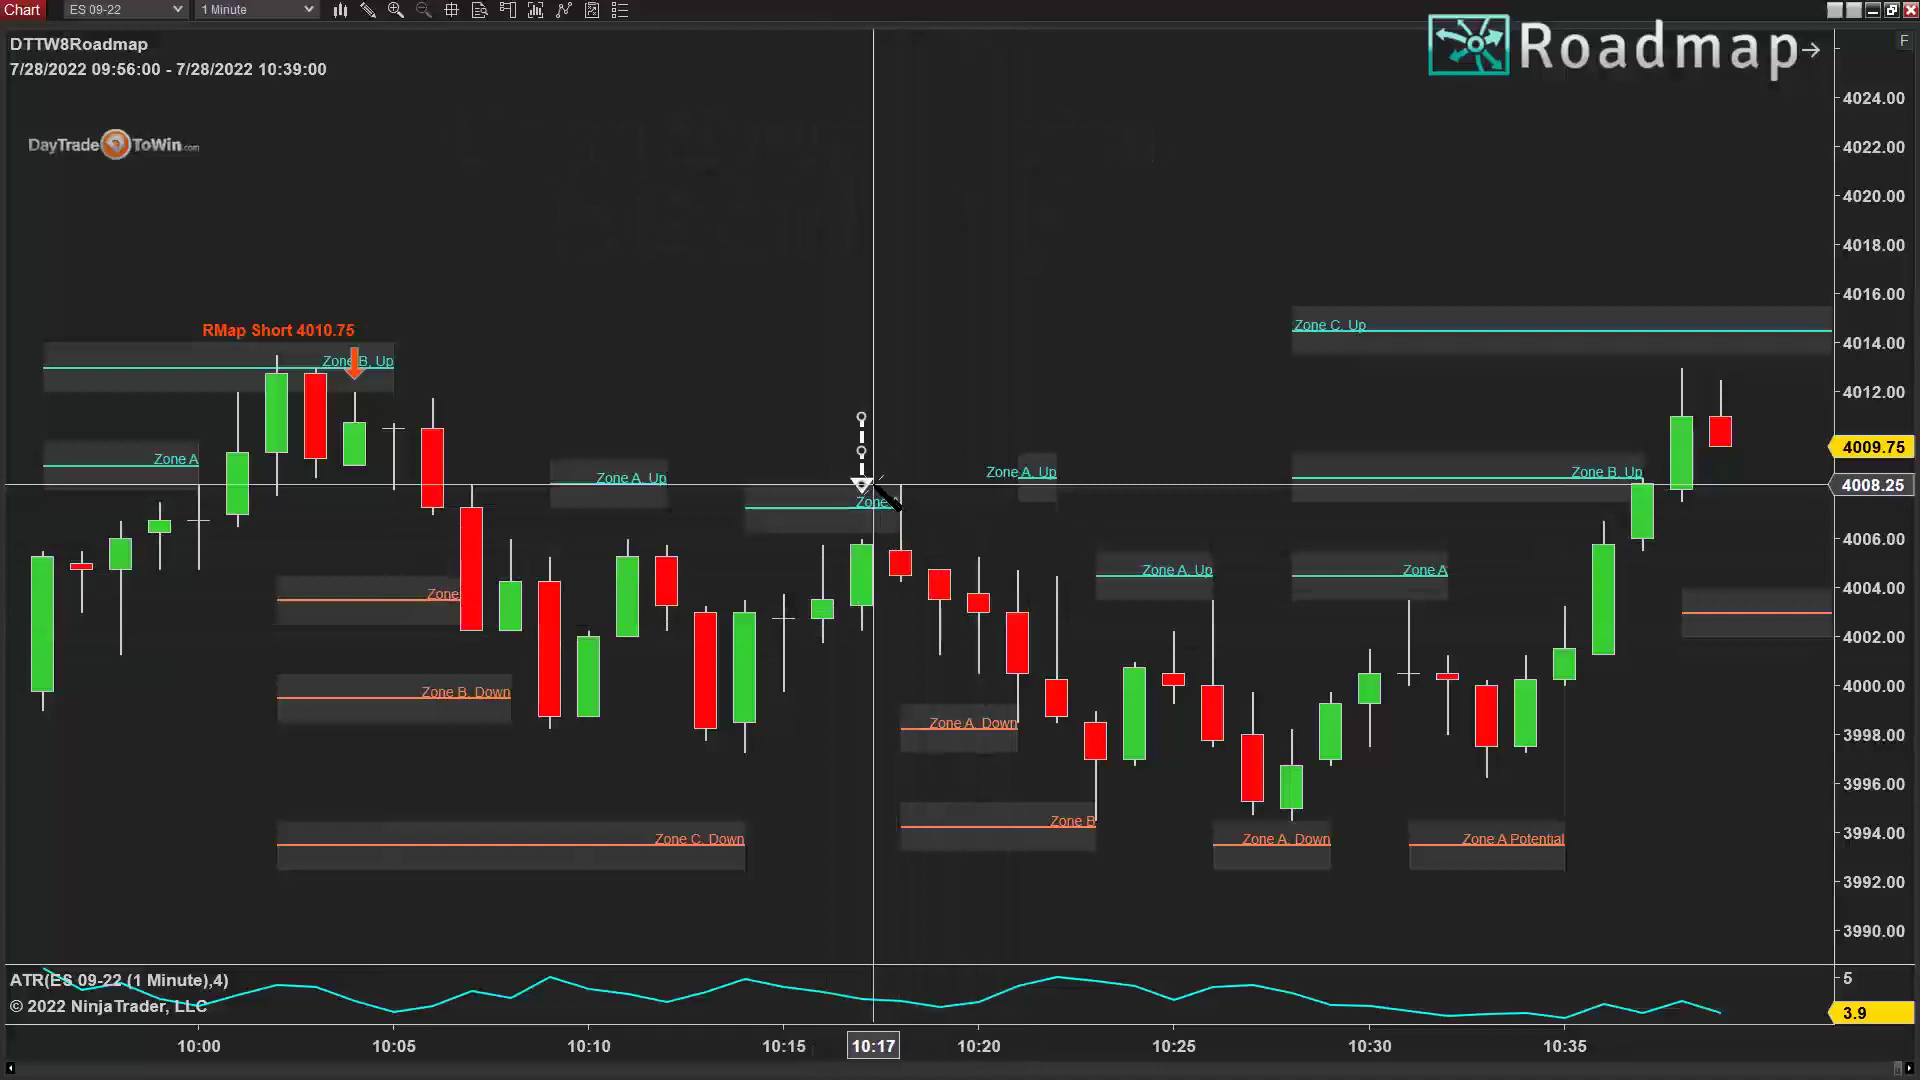 Chart ES 09-22 1 Minute
Roadmap
F
DTTW8Roadmap
7/28/2022 09:56:00 - 7/28/2022 10:39:00
DayTradeToWin.com
4024.00
4022.00
4020.00
4018.00
4016.00
4014.00
4012.00
4009.75
4008.25
4006.00
4004.00
4002.00
4000.00
3998.00
3996.00
3994.00
3992.00
3990.00
Zone C, Up
RMap Short 4010.75
Zone B, Up
Zone A
Zone A, Up
Zone A, Up
Zone B, Up
Zone
Zone A, Up
Zone A
Zone
Zone B, Down
Zone A, Down
Zone B
Zone C, Down
Zone A, Down
Zone A Potential
ATR(ES 09-22 (1 Minute),4)
© 2022 NinjaTrader, LLC
5
3.9
10:00 10:05 10:10 10:15 10:17 10:20 10:25 10:30 10:35